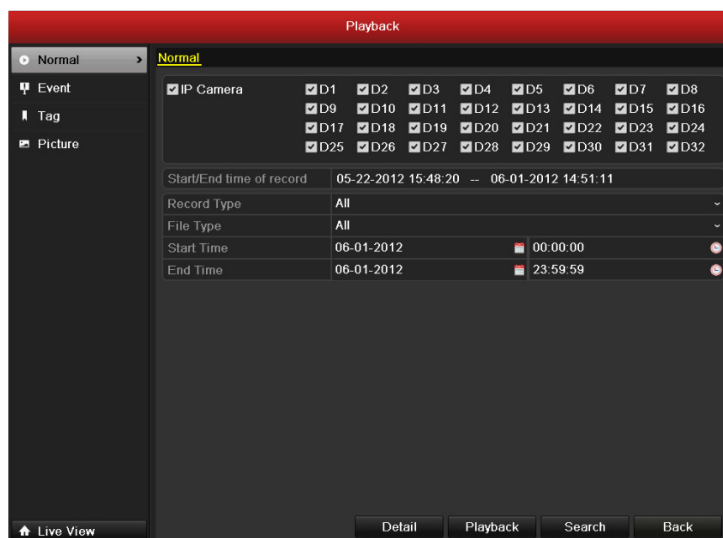 Playback
Normal
Event
Tag
Picture
Live View
Normal
IP Camera D1 D2 D3 D4 D5 D6 D7 D8
D9 D10 D11 D12 D13 D14 D15 D16
D17 D18 D19 D20 D21 D22 D23 D24
D25 D26 D27 D28 D29 D30 D31 D32
Start/End time of record 05-22-2012 15:48:20 -- 06-01-2012 14:51:11
Record Type All
File Type All
Start Time 06-01-2012 00:00:00
End Time 06-01-2012 23:59:59
Detail Playback Search Back